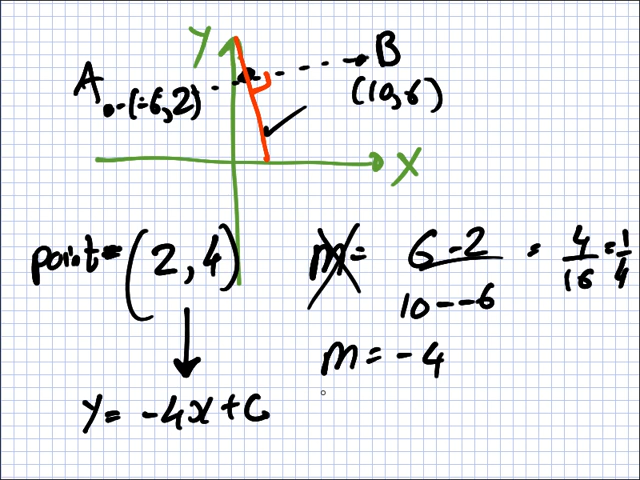 Y
B
A (-6,2) (10,6)
X
point = (2, 4)
m = 6 - 2 / 10 - -6 = 4/16 = 1/4
m = -4
y = -4x + c